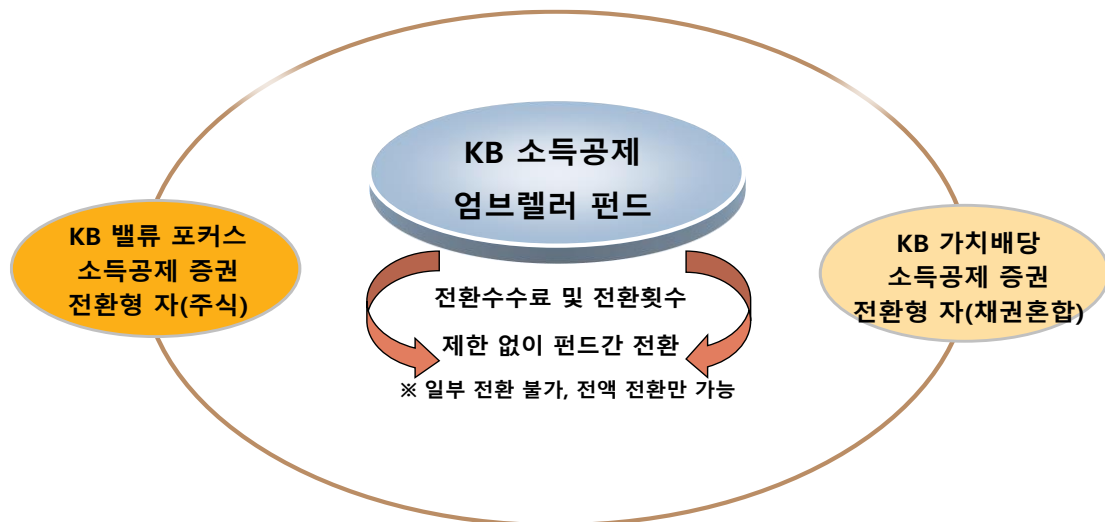 KB 소득공제
엄브렐러 펀드
KB 밸류 포커스
소득공제 증권
전환형 자(주식)
전환수수료 및 전환횟수
제한 없이 펀드간 전환
※ 일부 전환 불가, 전액 전환만 가능
KB 가치배당
소득공제 증권
전환형 자(채권혼합)